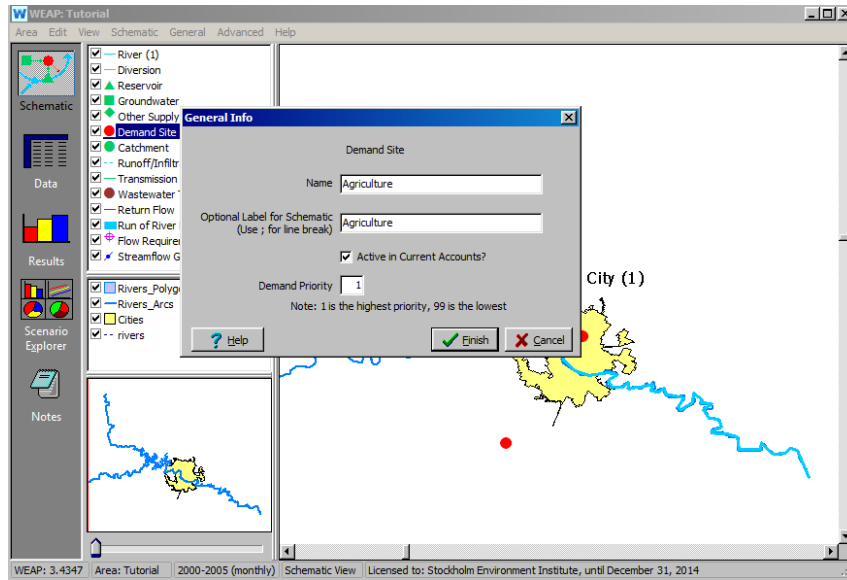 WEAP: Tutorial
Area Edit View Schematic General Advanced Help
Schematic
Data
Results
Scenario
Explorer
Notes
River (1)
Diversion
Reservoir
Groundwater
Other Supply
Demand Site
Catchment
Runoff/Infiltr
Transmission
Wastewater T
Return Flow
Run of River
Flow Requirer
Streamflow G
Rivers_Polyg
Rivers_Arcs
Cities
rivers
General Info
Demand Site
Name Agriculture
Optional Label for Schematic
(Use ; for line break) Agriculture
Active in Current Accounts?
Demand Priority 1
Note: 1 is the highest priority, 99 is the lowest
Help Finish Cancel
City (1)
WEAP: 3.4347 Area: Tutorial 2000-2005 (monthly) Schematic View Licensed to: Stockholm Environment Institute, until December 31, 2014